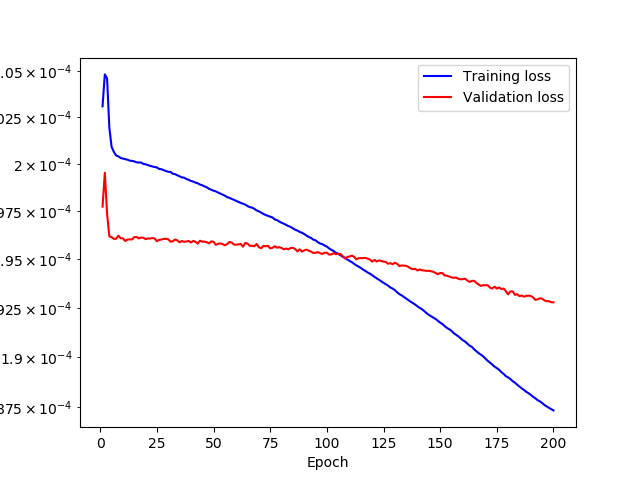 Training loss
Validation loss
.05 × 10⁻⁴
.025 × 10⁻⁴
2 × 10⁻⁴
.975 × 10⁻⁴
.95 × 10⁻⁴
.925 × 10⁻⁴
1.9 × 10⁻⁴
.875 × 10⁻⁴
0 25 50 75 100 125 150 175 200
Epoch